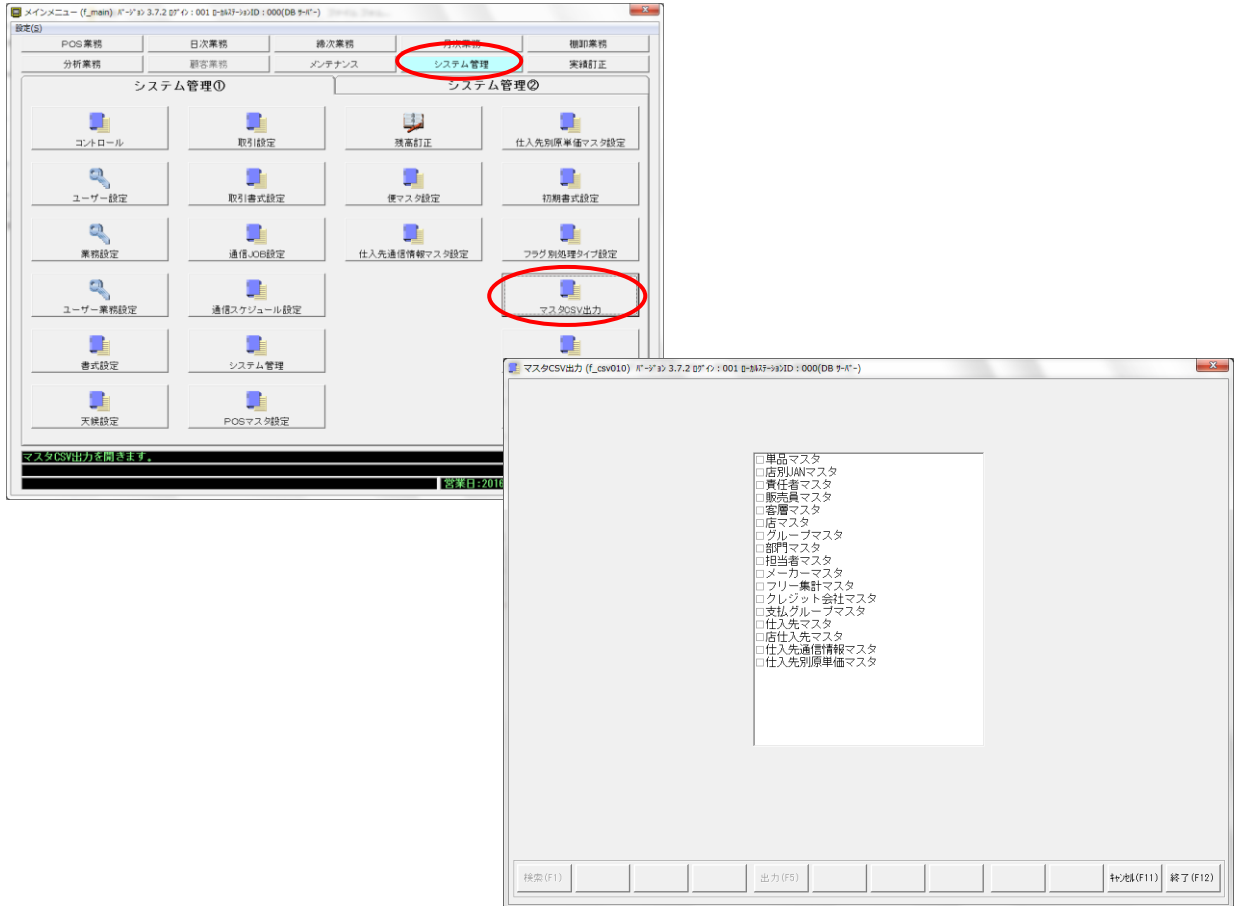 メインメニュー (f_main) バージョン 3.7.2 ログイン : 001 ローカルステーションID : 000(DB サーバー)
設定(S)
POS業務 日次業務 締次業務 月次業務 棚卸業務
分析業務 顧客業務 メンテナンス システム管理 実績訂正
システム管理① システム管理②
コントロール 取引設定 残高訂正 仕入先別原単価マスタ設定
ユーザー設定 取引書式設定 便マスタ設定 初期書式設定
業務設定 通信JOB設定 仕入先通信情報マスタ設定 フラグ別処理タイプ設定
ユーザー業務設定 通信スケジュール設定 マスタCSV出力
書式設定 システム管理
天候設定 POSマスタ設定
マスタCSV出力を開きます。
営業日:2016
マスタCSV出力 (f_csv010) バージョン 3.7.2 ログイン : 001 ローカルステーションID : 000(DB サーバー)
単品マスタ
店別JANマスタ
責任者マスタ
販売員マスタ
客層マスタ
店マスタ
グループマスタ
部門マスタ
担当者マスタ
メーカーマスタ
フリー集計マスタ
クレジット会社マスタ
支払グループマスタ
仕入先マスタ
店仕入先マスタ
仕入先通信情報マスタ
仕入先別原単価マスタ
検索(F1) 出力(F5) キャンセル(F11) 終了(F12)